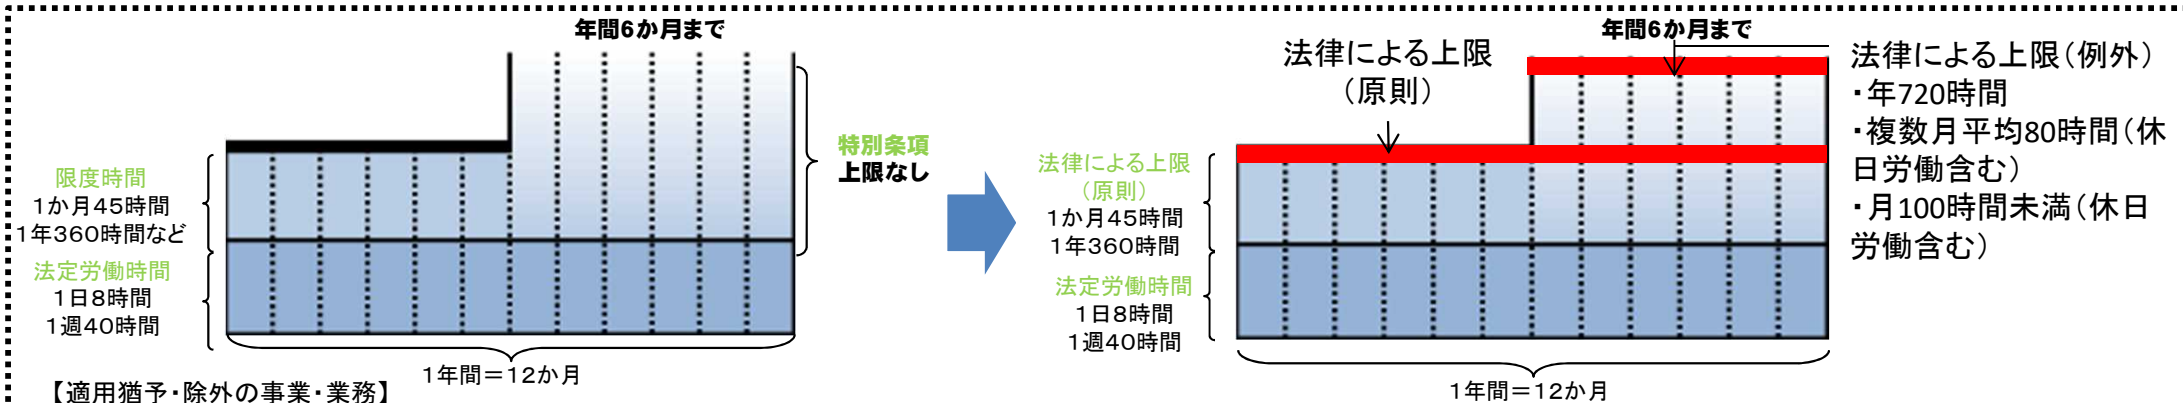 年間6か月まで
限度時間
1か月45時間
1年360時間など
法定労働時間
1日8時間
1週40時間
特別条項
上限なし
1年間＝12か月
【適用猶予・除外の事業・業務】
年間6か月まで
法律による上限
（原則）
法律による上限
（原則）
1か月45時間
1年360時間
法定労働時間
1日8時間
1週40時間
1年間＝12か月
法律による上限（例外）
・年720時間
・複数月平均80時間（休
日労働含む）
・月100時間未満（休日
労働含む）